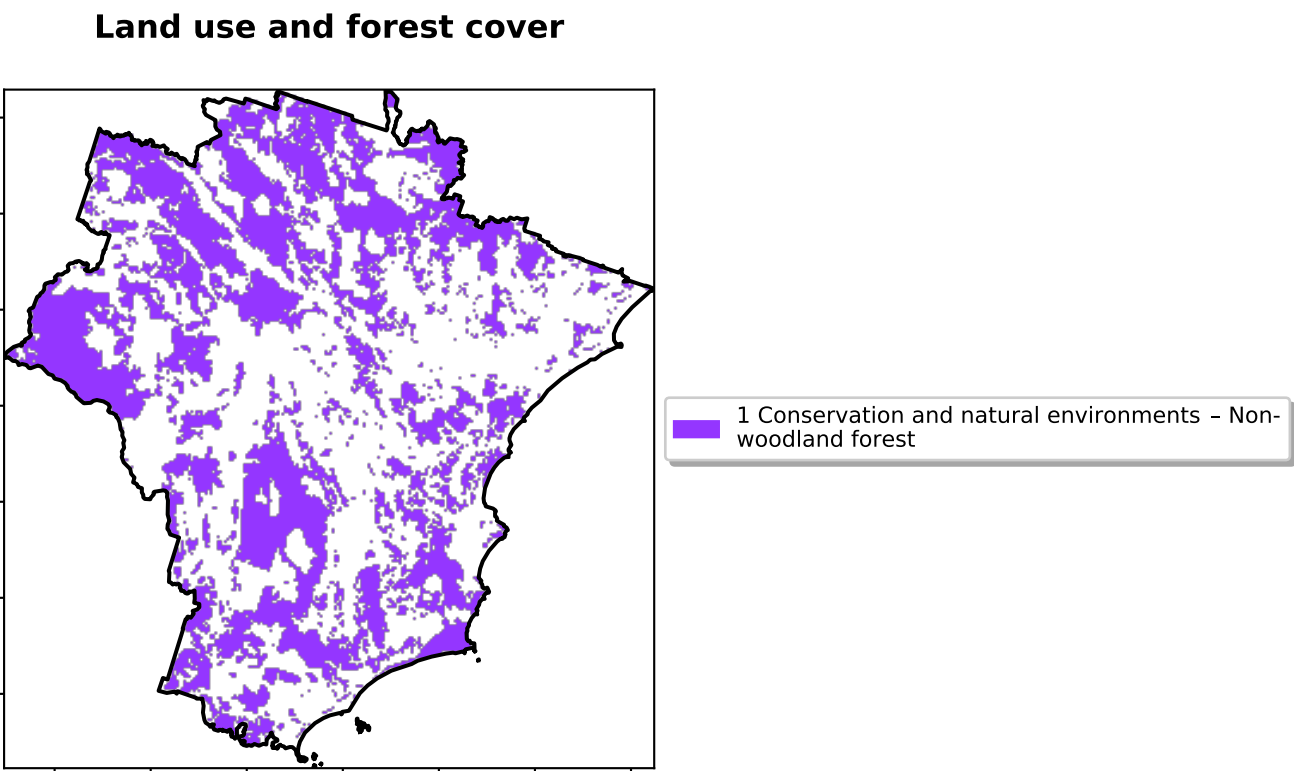 Land use and forest cover
1 Conservation and natural environments – Non-
woodland forest